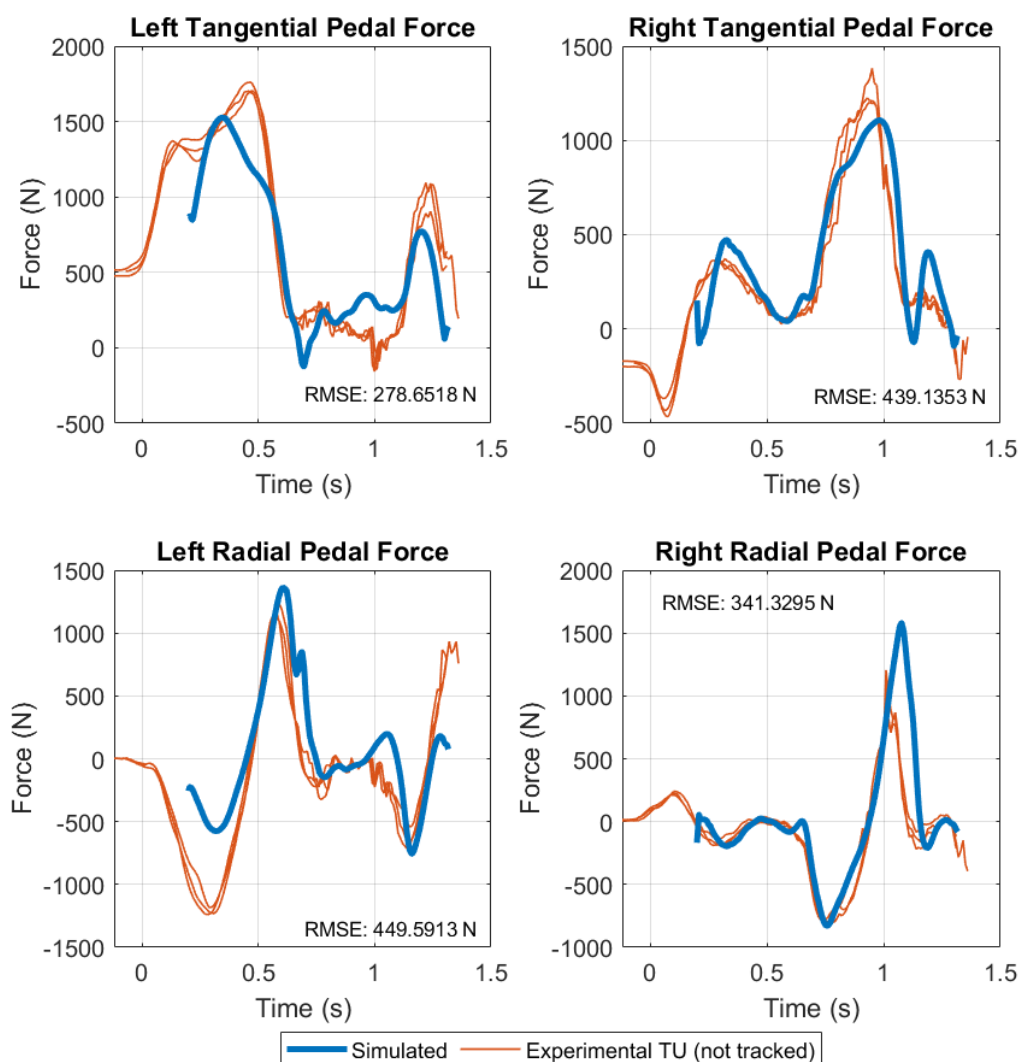 Left Tangential Pedal Force
2000
1500
1000
500
0
-500
Force (N)
RMSE: 278.6518 N
0
0.5
1
1.5
Time (s)
Right Tangential Pedal Force
1500
1000
500
0
-500
Force (N)
RMSE: 439.1353 N
0
0.5
1
1.5
Time (s)
Left Radial Pedal Force
1500
1000
500
0
-500
-1000
-1500
Force (N)
RMSE: 449.5913 N
0
0.5
1
1.5
Time (s)
Right Radial Pedal Force
2000
1500
1000
500
0
-500
-1000
Force (N)
RMSE: 341.3295 N
0
0.5
1
1.5
Time (s)
Simulated
Experimental TU (not tracked)